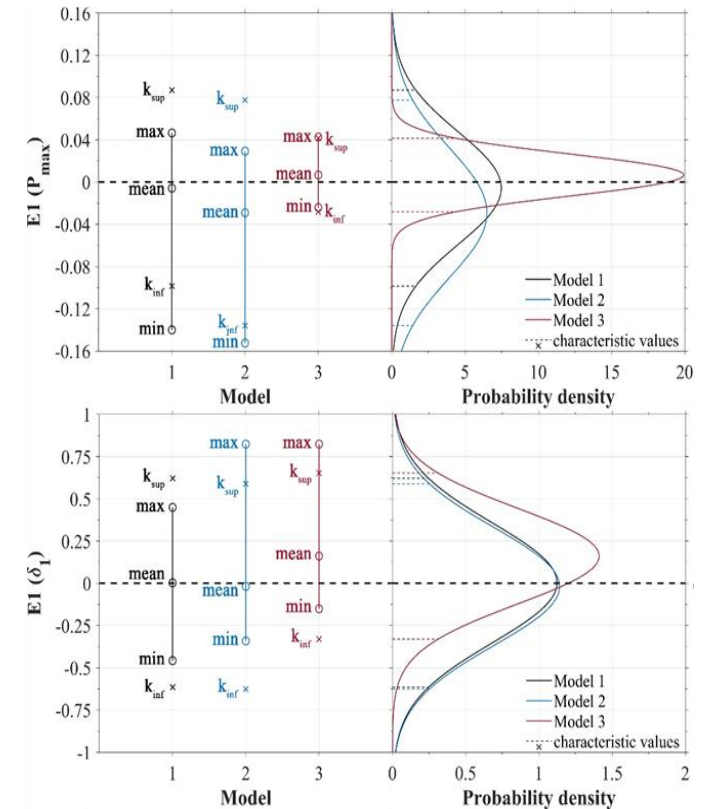 0.16
0.12
0.08
0.04
0
-0.04
-0.08
-0.12
-0.16
E1 (Pmax)
ksup
max
mean
kinf
min
ksup
max
mean
kinf
min
max ksup
mean
min kinf
1 2 3
Model
Model 1
Model 2
Model 3
characteristic values
0 5 10 15 20
Probability density
1
0.75
0.5
0.25
0
-0.25
-0.5
-0.75
-1
E1 (δ1)
ksup
max
mean
min
kinf
max
ksup
mean
min
kinf
max
ksup
mean
min
kinf
1 2 3
Model
Model 1
Model 2
Model 3
characteristic values
0 0.5 1 1.5 2
Probability density